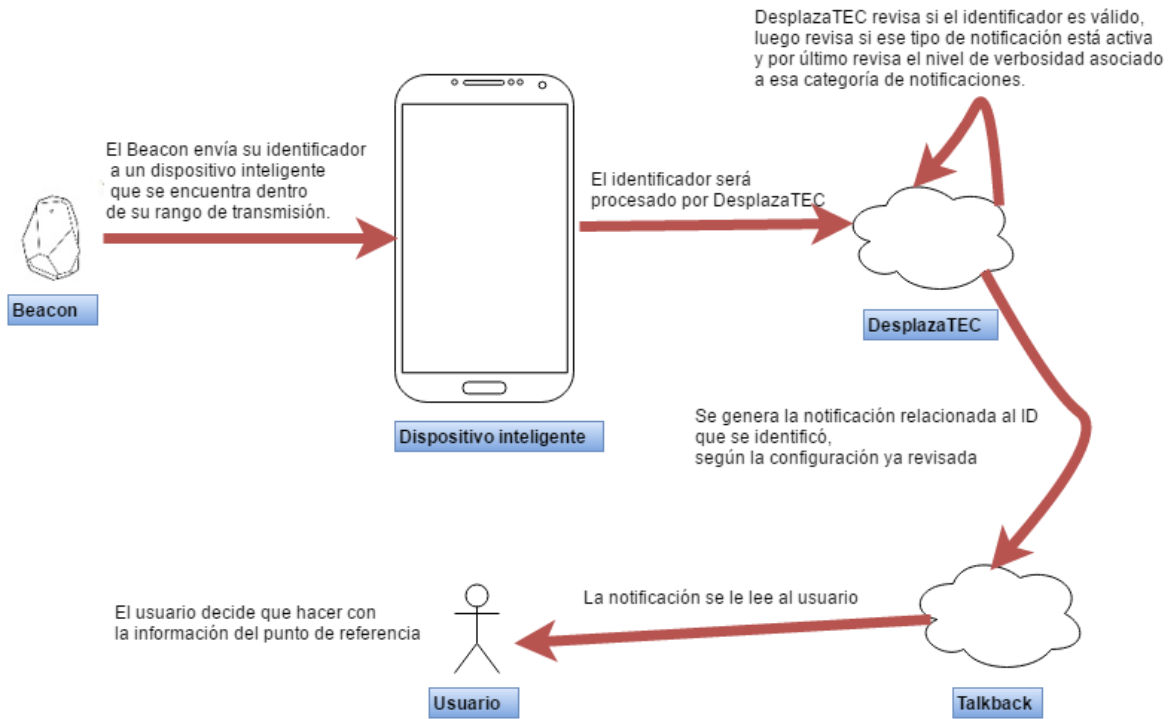 DesplazaTEC revisa si el identificador es válido,
luego revisa si ese tipo de notificación está activa
y por último revisa el nivel de verbosidad asociado
a esa categoría de notificaciones.
El Beacon envía su identificador
a un dispositivo inteligente
que se encuentra dentro
de su rango de transmisión.
El identificador será
procesado por DesplazaTEC
Beacon
DesplazaTEC
Dispositivo inteligente
Se genera la notificación relacionada al ID
que se identificó,
según la configuración ya revisada
La notificación se le lee al usuario
El usuario decide que hacer con
la información del punto de referencia
Usuario
Talkback